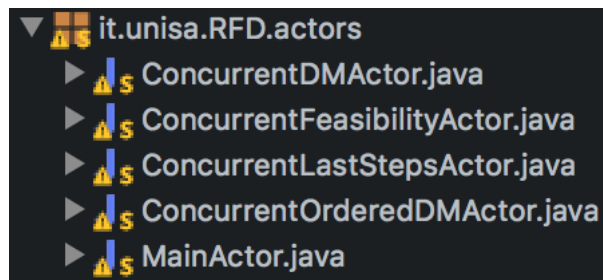 it.unisa.RFD.actors
ConcurrentDMActor.java
ConcurrentFeasibilityActor.java
ConcurrentLastStepsActor.java
ConcurrentOrderedDMActor.java
MainActor.java